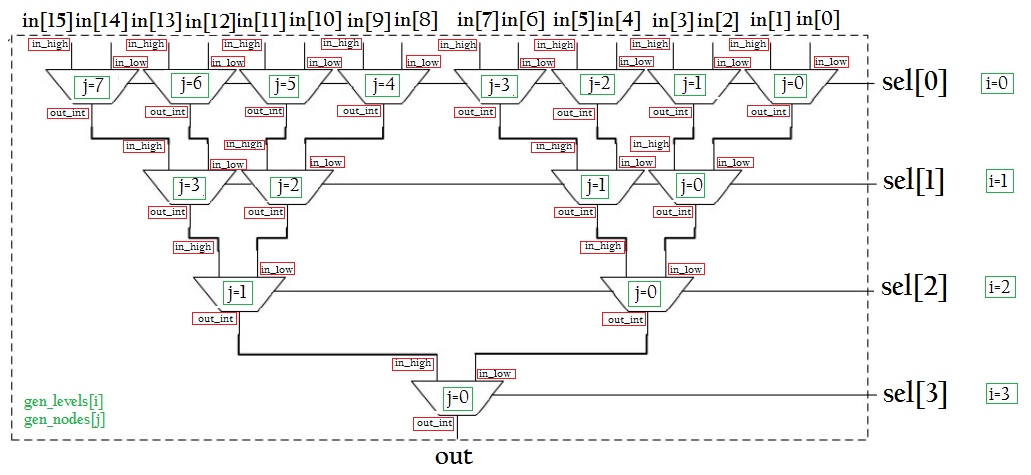 in[15] in[14] in[13] in[12] in[11] in[10] in[9] in[8] in[7] in[6] in[5] in[4] in[3] in[2] in[1] in[0]
in_high in_high in_high in_high in_high in_high in_high in_high
in_low in_low in_low in_low in_low in_low in_low in_low
j=7 j=6 j=5 j=4 j=3 j=2 j=1 j=0 sel[0] i=0
out_int out_int out_int out_int out_int out_int out_int out_int
in_high in_high in_high in_high
in_low in_low in_low in_low
j=3 j=2 j=1 j=0 sel[1] i=1
out_int out_int out_int out_int
in_high in_high
in_low in_low
j=1 j=0 sel[2] i=2
out_int out_int
in_high in_low
j=0 sel[3] i=3
gen_levels[i]
gen_nodes[j]
out_int
out